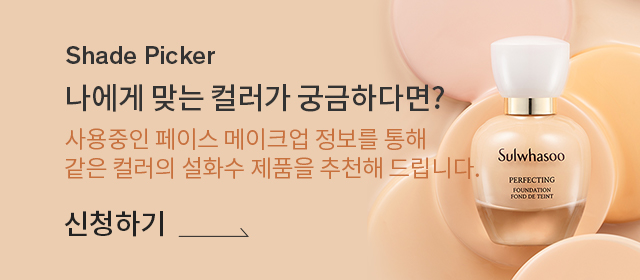 Shade Picker
나에게 맞는 컬러가 궁금하다면?
사용중인 페이스 메이크업 정보를 통해
같은 컬러의 설화수 제품을 추천해 드립니다.
신청하기
Sulwhasoo
PERFECTING
FOUNDATION
FOND DE TEINT